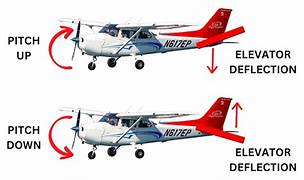 PITCH
UP
N617EP
ELEVATOR
DEFLECTION
PITCH
DOWN
N617EP
ELEVATOR
DEFLECTION